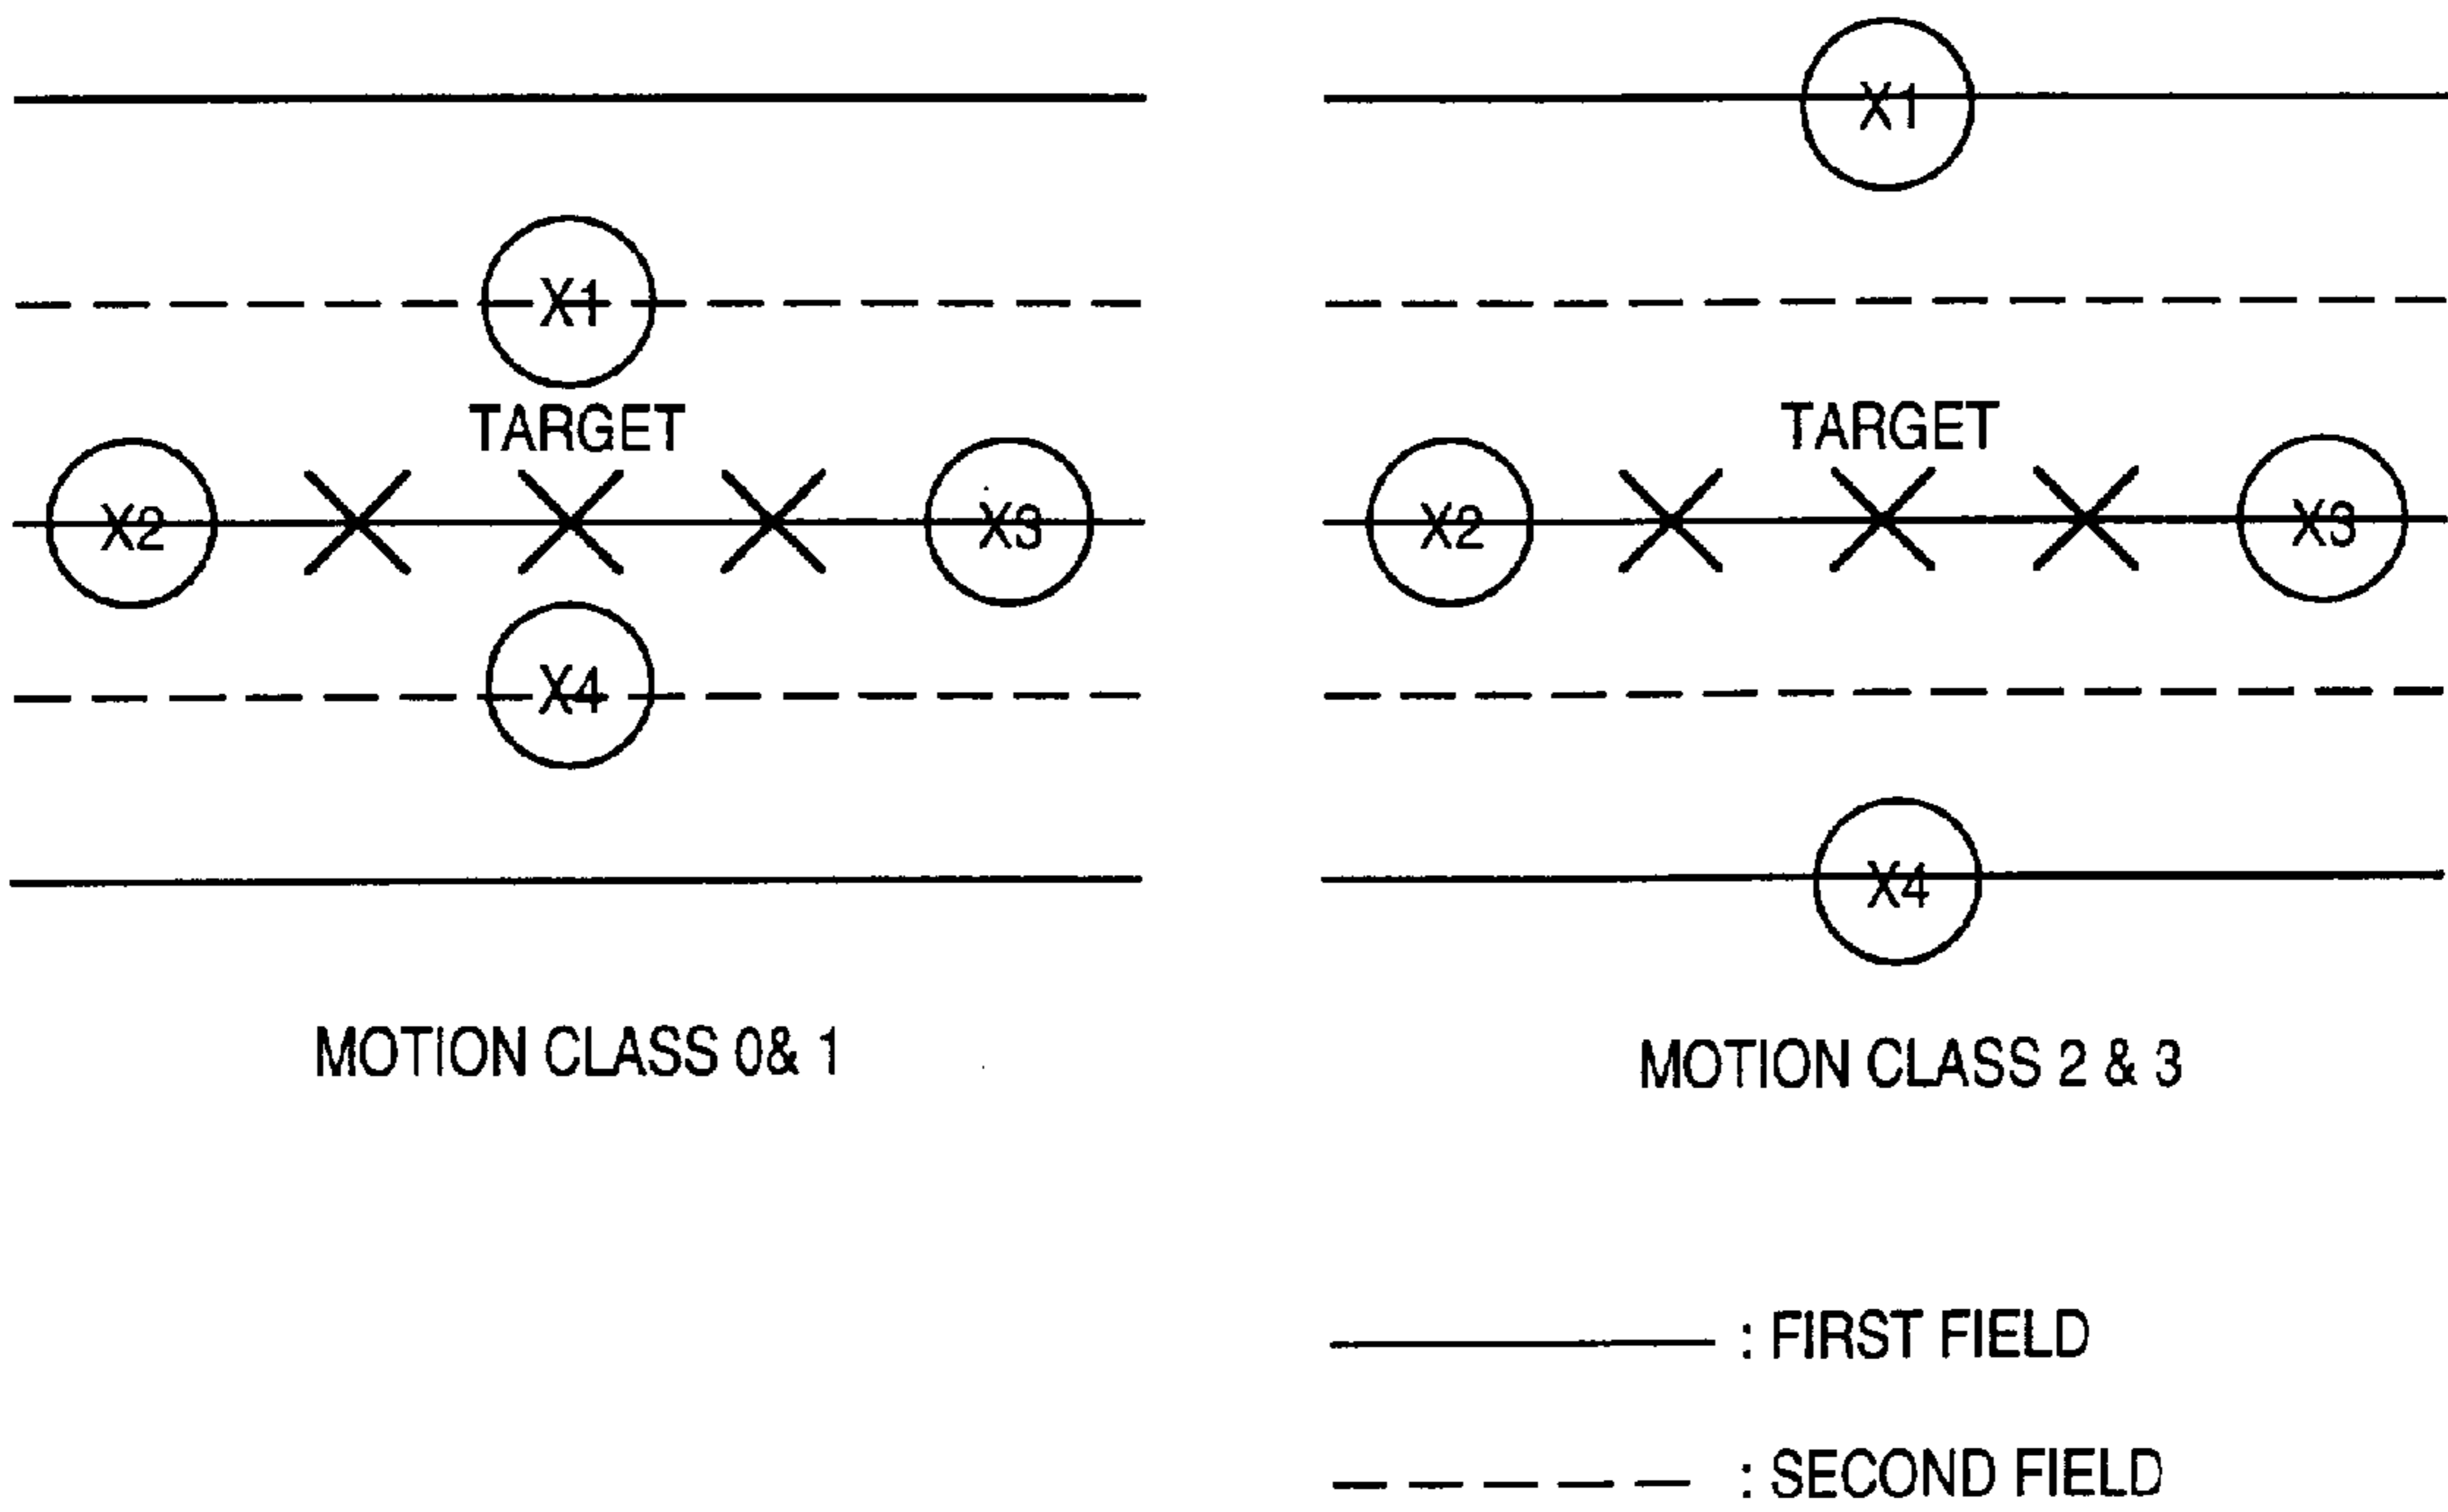 X1
TARGET
X2 X3
X4
MOTION CLASS 0& 1
X1
TARGET
X2 X3
X4
MOTION CLASS 2 & 3
: FIRST FIELD
: SECOND FIELD